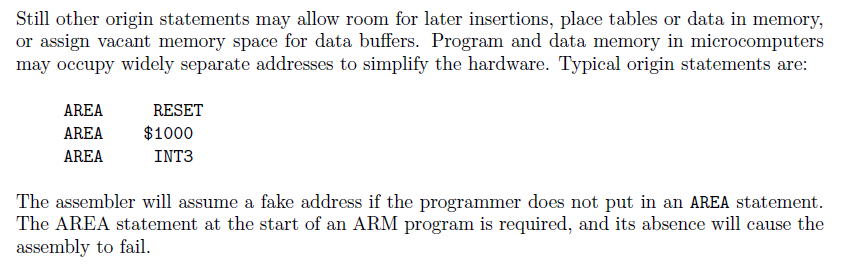 Still other origin statements may allow room for later insertions, place tables or data in memory,
or assign vacant memory space for data buffers. Program and data memory in microcomputers
may occupy widely separate addresses to simplify the hardware. Typical origin statements are:
AREA RESET
AREA $1000
AREA INT3
The assembler will assume a fake address if the programmer does not put in an AREA statement.
The AREA statement at the start of an ARM program is required, and its absence will cause the
assembly to fail.